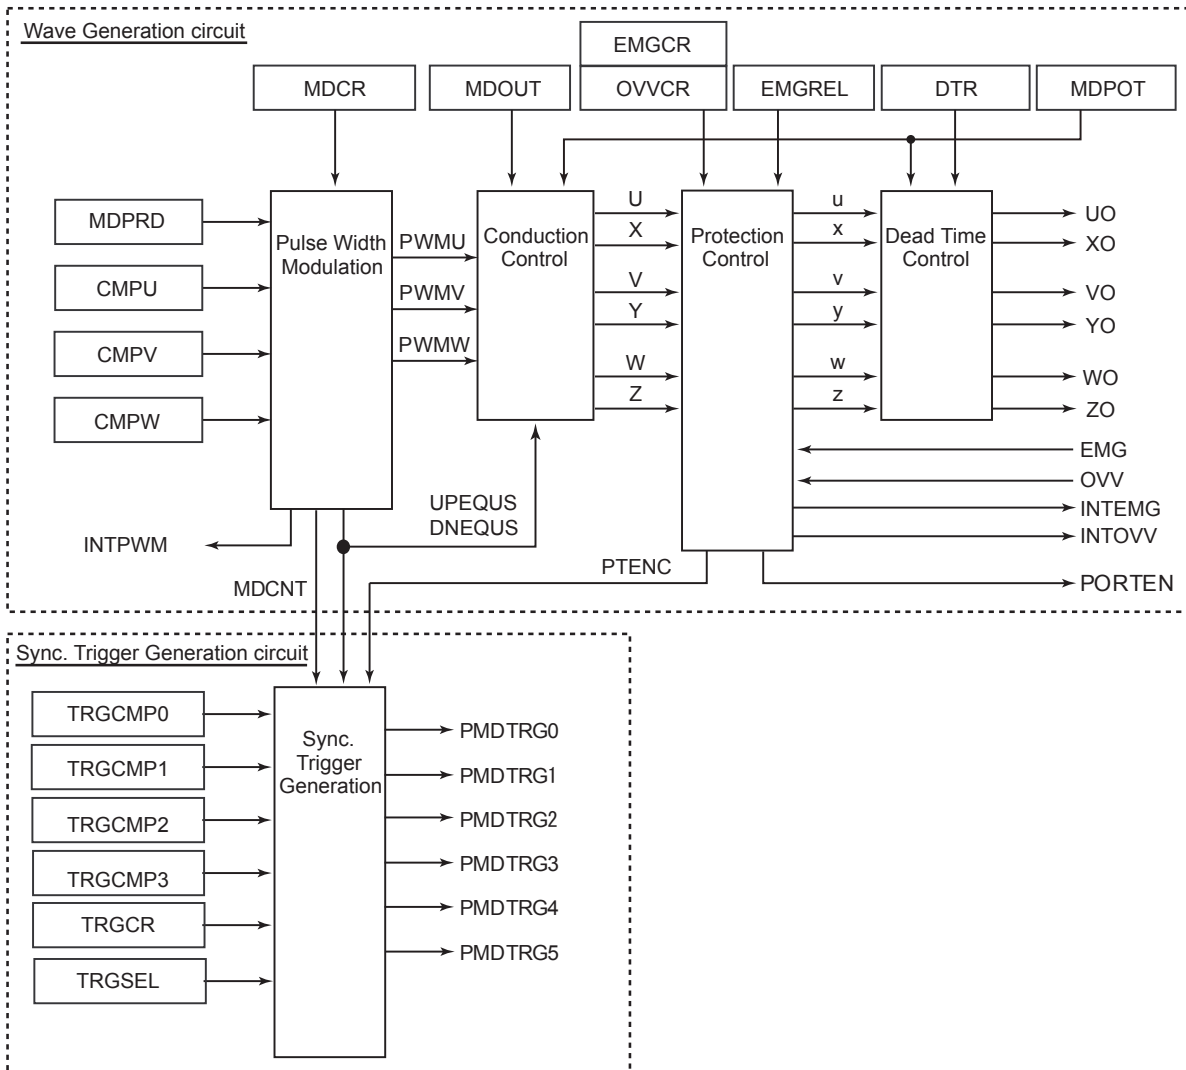 Wave Generation circuit
EMGCR
MDCR
MDOUT
OVVCR
EMGREL
DTR
MDPOT
MDPRD
CMPU
CMPV
CMPW
Pulse Width
Modulation
PWMU
PWMV
PWMW
Conduction
Control
U
X
V
Y
W
Z
Protection
Control
u
x
v
y
w
z
Dead Time
Control
UO
XO
VO
YO
WO
ZO
EMG
OVV
INTEMG
INTOVV
PORTEN
UPEQUS
DNEQUS
INTPWM
MDCNT
PTENC
Sync. Trigger Generation circuit
TRGCMP0
TRGCMP1
TRGCMP2
TRGCMP3
TRGCR
TRGSEL
Sync.
Trigger
Generation
PMDTRG0
PMDTRG1
PMDTRG2
PMDTRG3
PMDTRG4
PMDTRG5